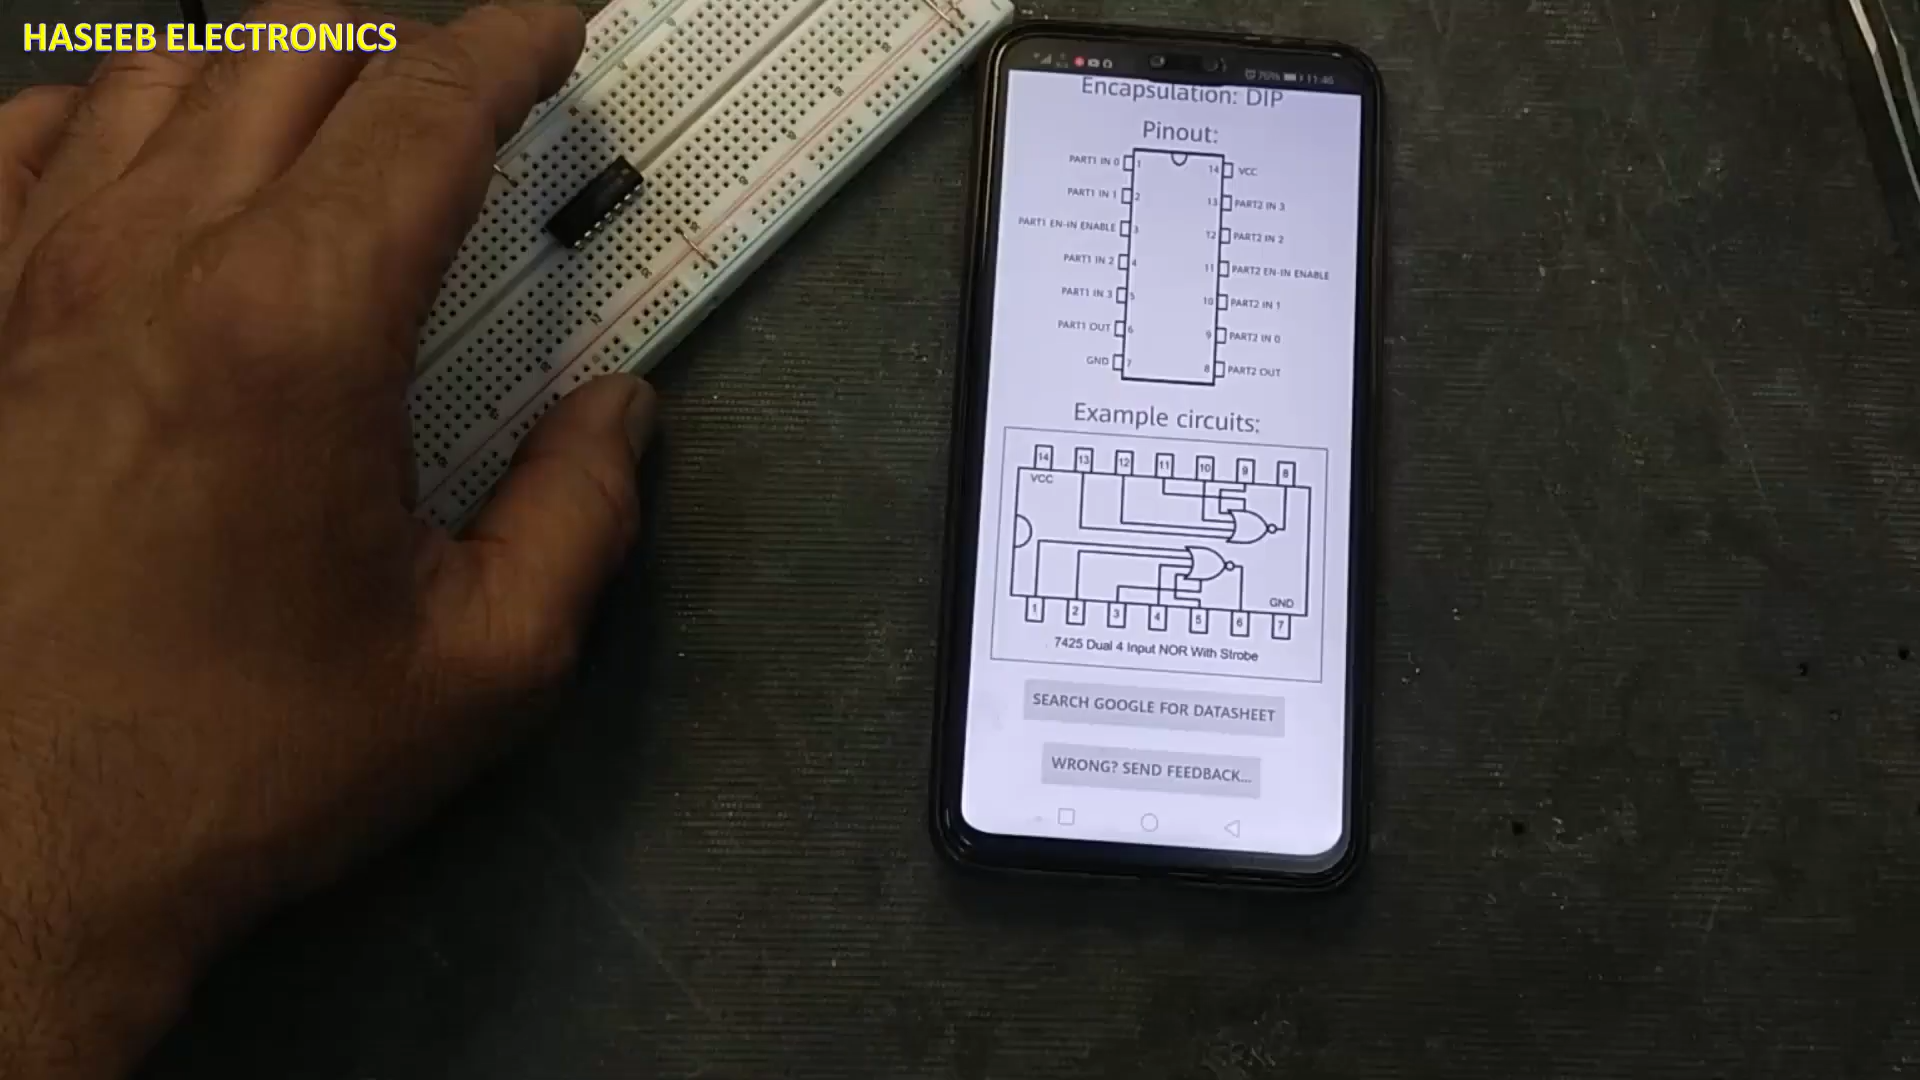 HASEEB ELECTRONICS
76% 11:46
Encapsulation: DIP
Pinout:
PART1 IN 0 1 14 VCC
PART1 IN 1 2 13 PART2 IN 3
PART1 EN-IN ENABLE 3 12 PART2 IN 2
PART1 IN 2 4 11 PART2 EN-IN ENABLE
PART1 IN 3 5 10 PART2 IN 1
PART1 OUT 6 9 PART2 IN 0
GND 7 8 PART2 OUT
Example circuits:
14 13 12 11 10 9 8
VCC
GND
1 2 3 4 5 6 7
7425 Dual 4 Input NOR With Strobe
SEARCH GOOGLE FOR DATASHEET
WRONG? SEND FEEDBACK...